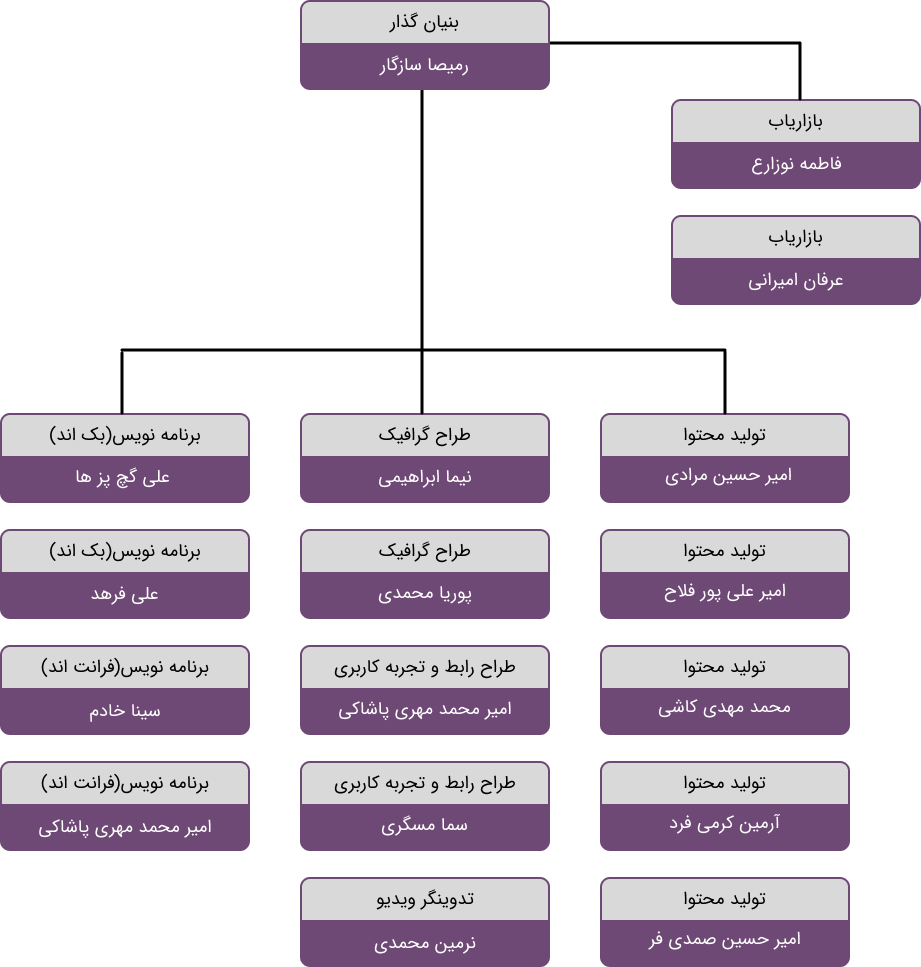 بنیان گذار
رمیصا سازگار
بازاریاب
فاطمه نوزارع
بازاریاب
عرفان امیرانی
تولید محتوا
امیر حسین مرادی
تولید محتوا
امیر علی پور فلاح
تولید محتوا
محمد مهدی کاشی
تولید محتوا
آرمین کرمی فرد
تولید محتوا
امیر حسین صمدی فر
طراح گرافیک
نیما ابراهیمی
طراح گرافیک
پوریا محمدی
طراح رابط و تجربه کاربری
امیر محمد مهری پاشاکی
طراح رابط و تجربه کاربری
سما مسگری
تدوینگر ویدیو
نرمین محمدی
برنامه نویس(بک اند)
علی گچ پز ها
برنامه نویس(بک اند)
علی فرهد
برنامه نویس(فرانت اند)
سینا خادم
برنامه نویس(فرانت اند)
امیر محمد مهری پاشاکی